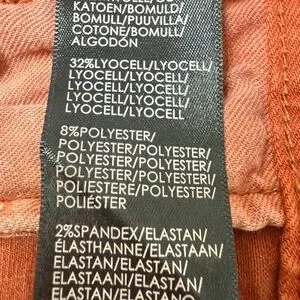 KATOEN/BOMULD/
BOMULL/PUUVILLA/
COTONE/BOMULL/
ALGODÓN
32%LYOCELL/LYOCELL/
LYOCELL/LYOCELL/
LYOCELL/LYOCELL/
LYOCELL/LYOCELL/
LYOCELL/LYOCELL
8%POLYESTER/
POLYESTER/POLYESTER/
POLYESTER/POLYESTER/
POLYESTER/POLYESTERI/
POLIESTERE/POLYESTER/
POLIÉSTER
2%SPANDEX/ELASTAN/
ÉLASTHANNE/ELASTAAN/
ELASTAN/ELASTAN/
ELASTAANI/ELASTAN/
ELASTAN/ELASTANO